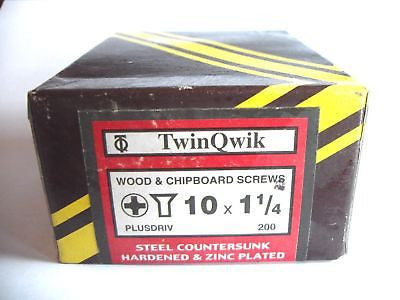 TwinQwik
WOOD & CHIPBOARD SCREWS
10 x 1 1/4
PLUSDRIV 200
STEEL COUNTERSUNK
HARDENED & ZINC PLATED